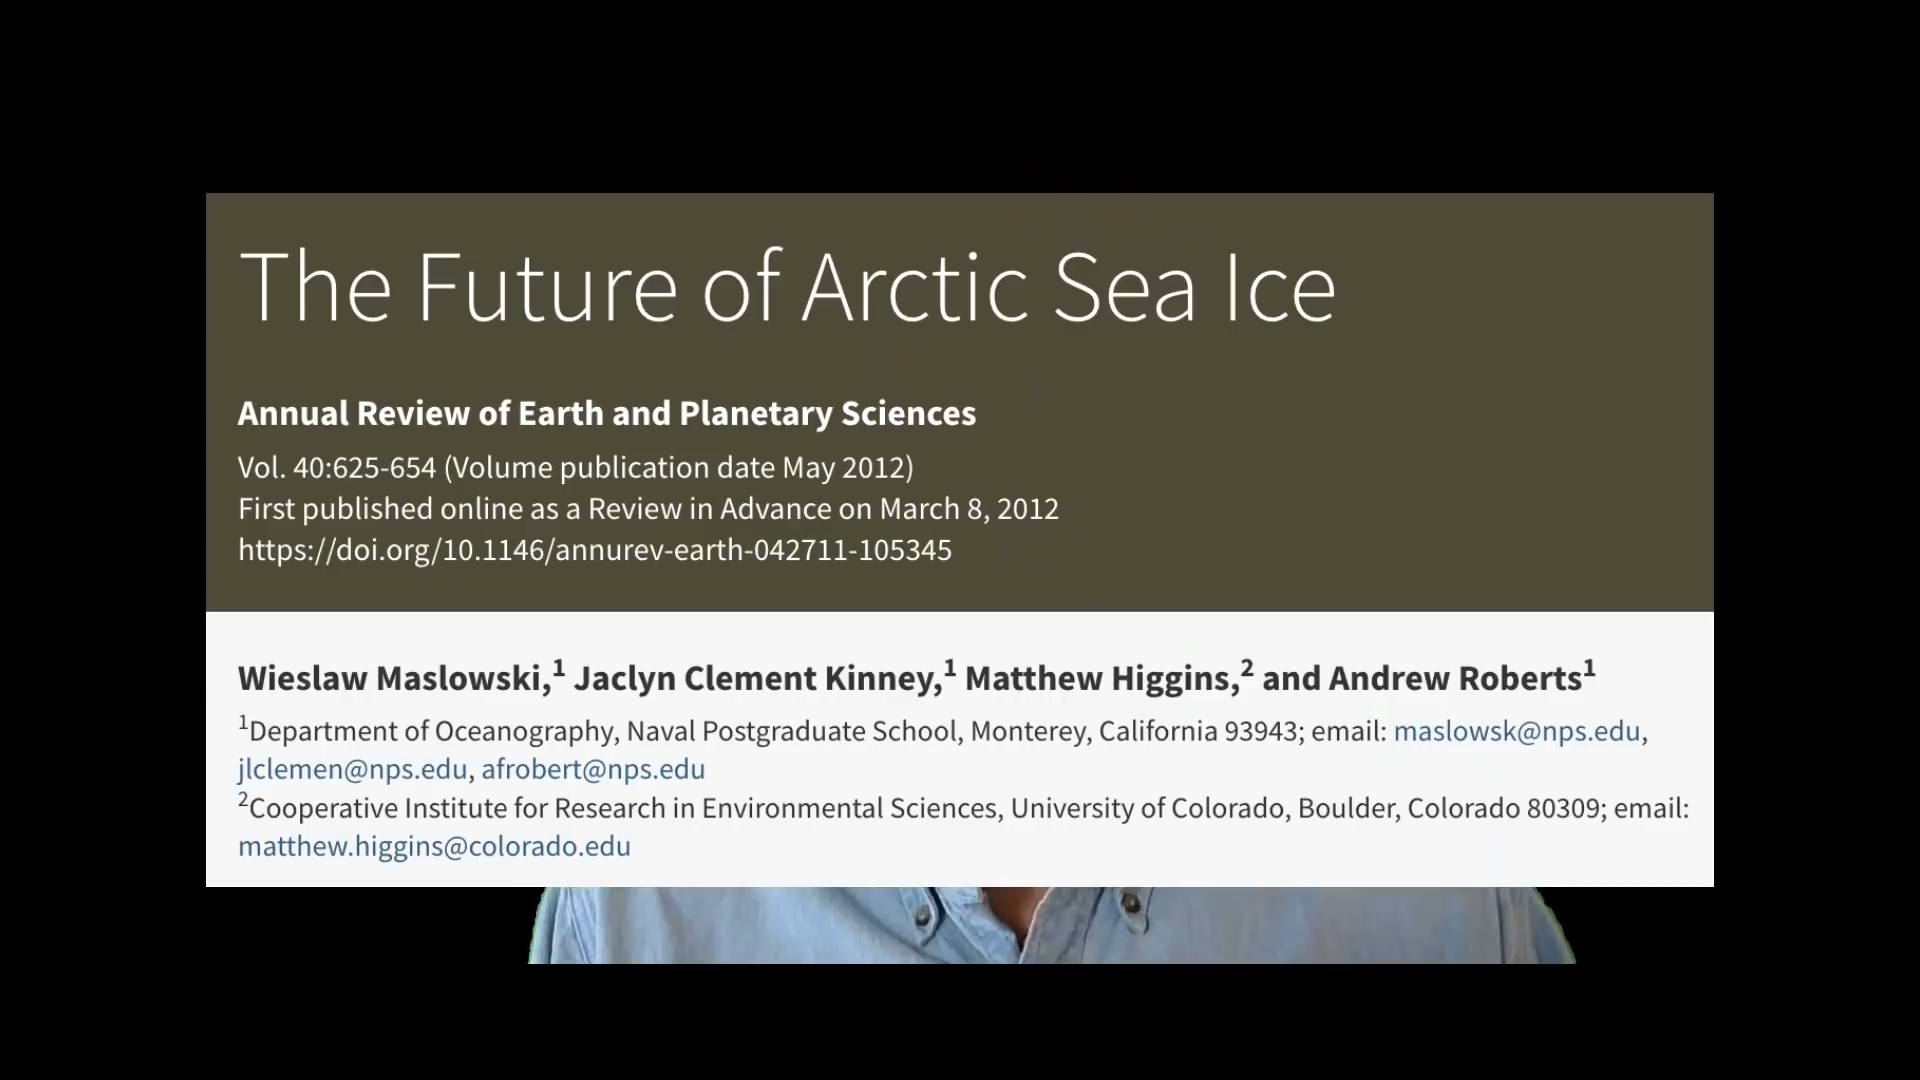 The Future of Arctic Sea Ice
Annual Review of Earth and Planetary Sciences
Vol. 40:625-654 (Volume publication date May 2012)
First published online as a Review in Advance on March 8, 2012
https://doi.org/10.1146/annurev-earth-042711-105345
Wieslaw Maslowski,¹ Jaclyn Clement Kinney,¹ Matthew Higgins,² and Andrew Roberts¹
¹Department of Oceanography, Naval Postgraduate School, Monterey, California 93943; email: maslowsk@nps.edu,
jlclemen@nps.edu, afrobert@nps.edu
²Cooperative Institute for Research in Environmental Sciences, University of Colorado, Boulder, Colorado 80309; email:
matthew.higgins@colorado.edu